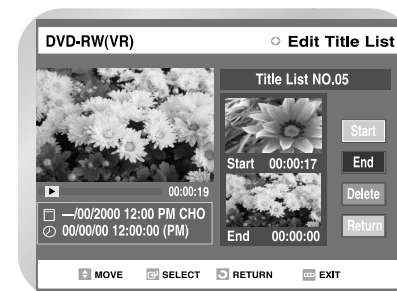 DVD-RW(VR)
Edit Title List
Title List NO.05
Start 00:00:17
End 00:00:00
Start
End
Delete
Return
00:00:19
—/00/2000 12:00 PM CHO
00/00/00 12:00:00 (PM)
MOVE SELECT RETURN EXIT